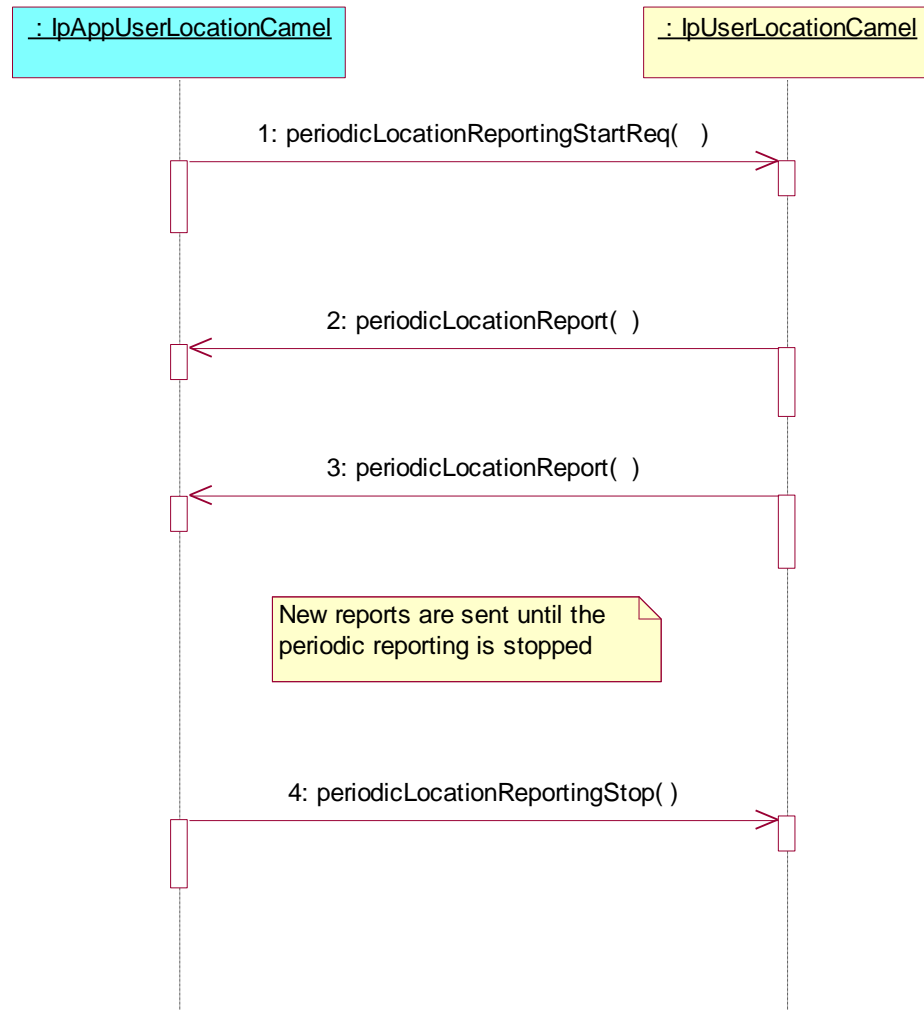 : IpAppUserLocationCamel
: IpUserLocationCamel
1: periodicLocationReportingStartReq(   )
2: periodicLocationReport(  )
3: periodicLocationReport(  )
New reports are sent until the
periodic reporting is stopped
4: periodicLocationReportingStop( )